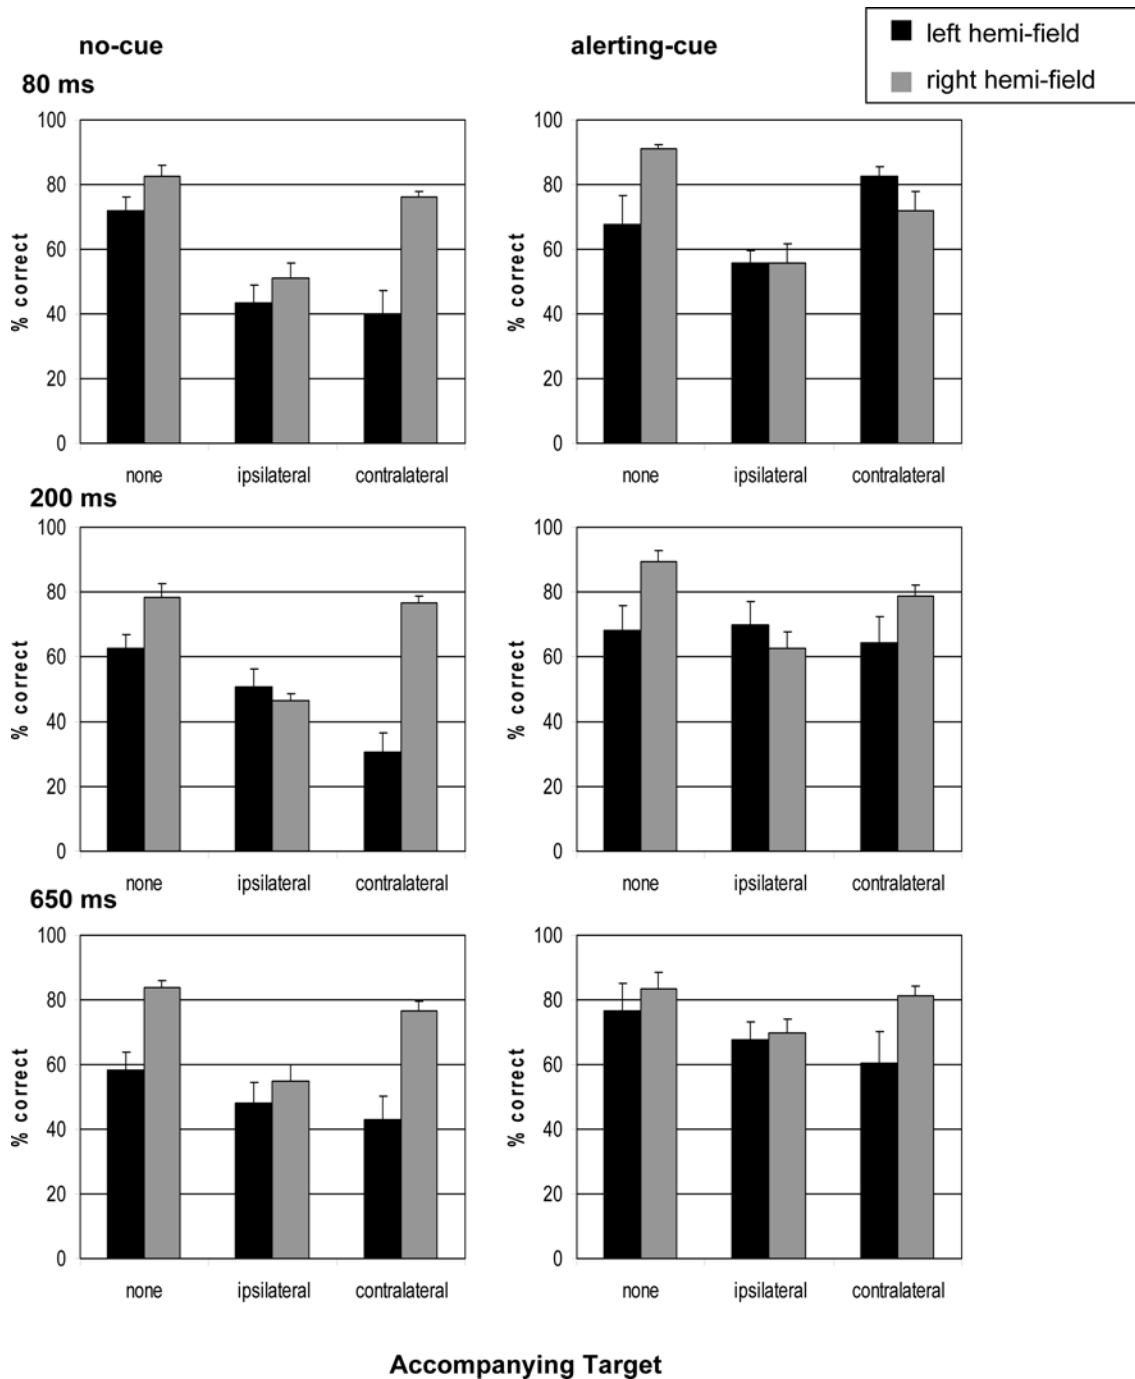 no-cue
alerting-cue
left hemi-field
right hemi-field
80 ms
100
80
60
40
20
0
% correct
none ipsilateral contralateral
100
80
60
40
20
0
% correct
none ipsilateral contralateral
200 ms
100
80
60
40
20
0
% correct
none ipsilateral contralateral
100
80
60
40
20
0
% correct
none ipsilateral contralateral
650 ms
100
80
60
40
20
0
% correct
none ipsilateral contralateral
100
80
60
40
20
0
% correct
none ipsilateral contralateral
Accompanying Target